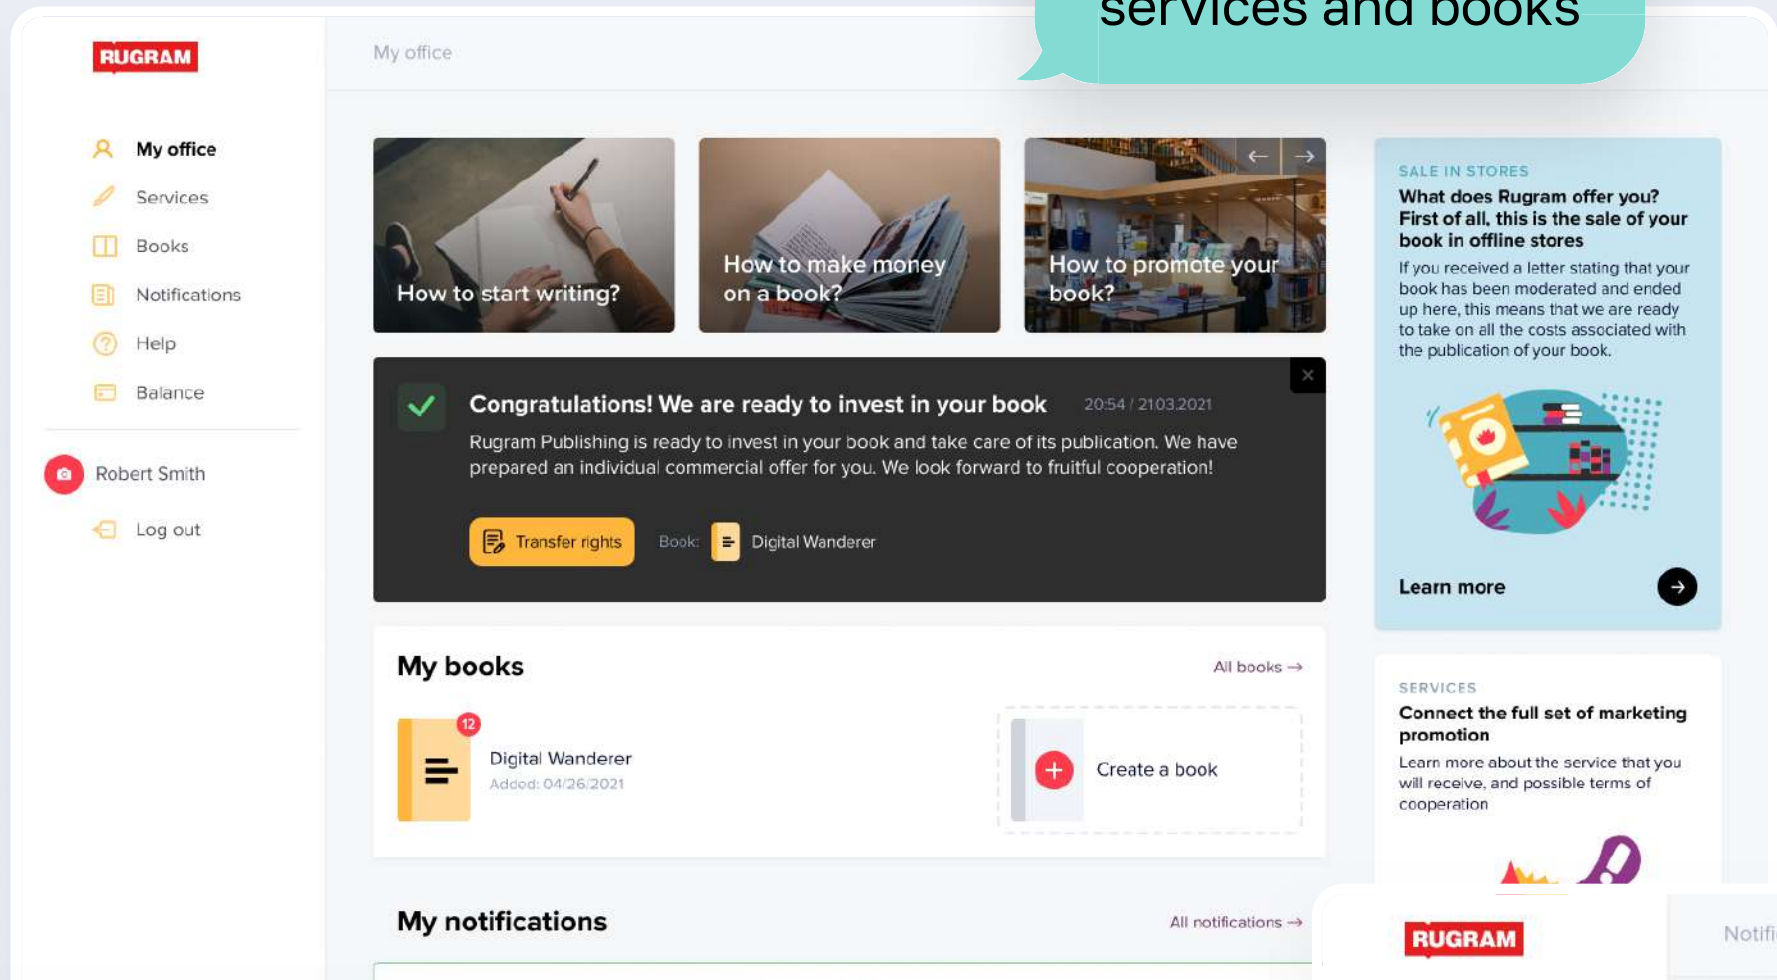 services and books
RUGRAM
My office
My office
Services
Books
Notifications
Help
Balance
Robert Smith
Log out
How to start writing?
How to make money
on a book?
How to promote your
book?
Congratulations! We are ready to invest in your book
20:54 / 21.03.2021
Rugram Publishing is ready to invest in your book and take care of its publication. We have
prepared an individual commercial offer for you. We look forward to fruitful cooperation!
Transfer rights
Book:
Digital Wanderer
My books
All books →
12
Digital Wanderer
Added: 04/26/2021
Create a book
My notifications
All notifications →
SALE IN STORES
What does Rugram offer you?
First of all, this is the sale of your
book in offline stores
If you received a letter stating that your
book has been moderated and ended
up here, this means that we are ready
to take on all the costs associated with
the publication of your book.
Learn more
SERVICES
Connect the full set of marketing
promotion
Learn more about the service that you
will receive, and possible terms of
cooperation
RUGRAM